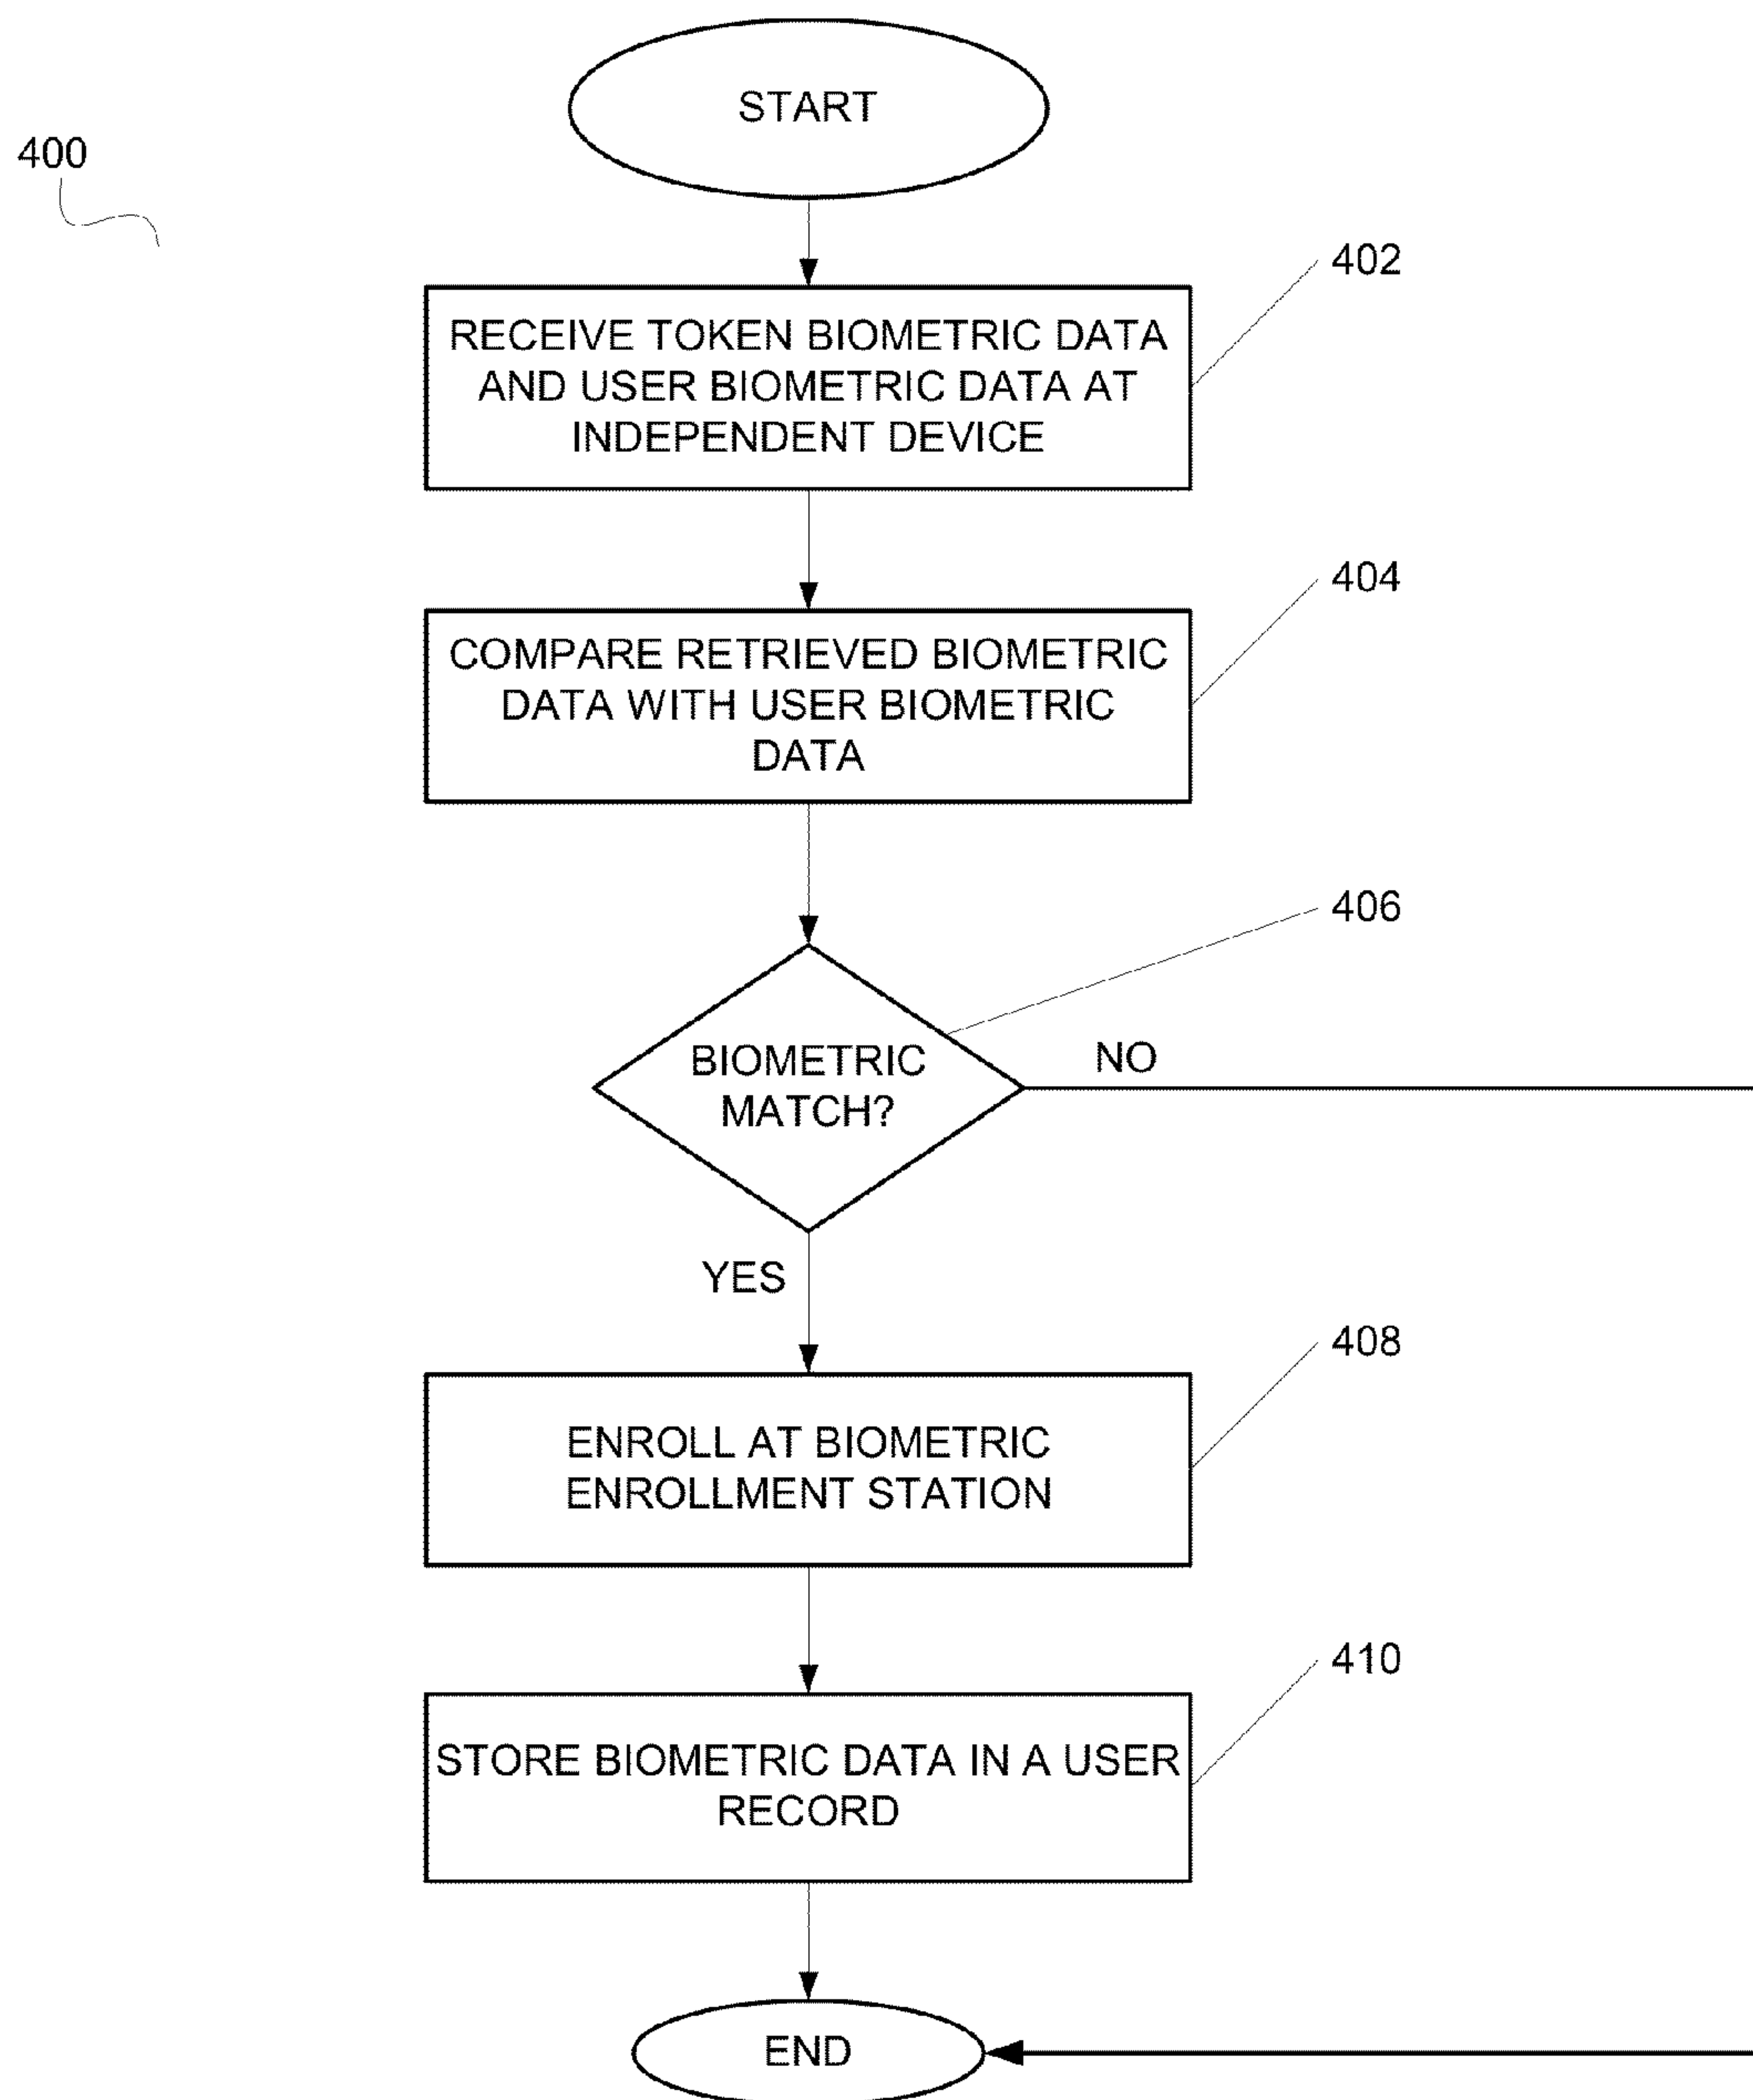 START
400
402
RECEIVE TOKEN BIOMETRIC DATA
AND USER BIOMETRIC DATA AT
INDEPENDENT DEVICE
404
COMPARE RETRIEVED BIOMETRIC
DATA WITH USER BIOMETRIC
DATA
406
BIOMETRIC
MATCH?
NO
YES
408
ENROLL AT BIOMETRIC
ENROLLMENT STATION
410
STORE BIOMETRIC DATA IN A USER
RECORD
END